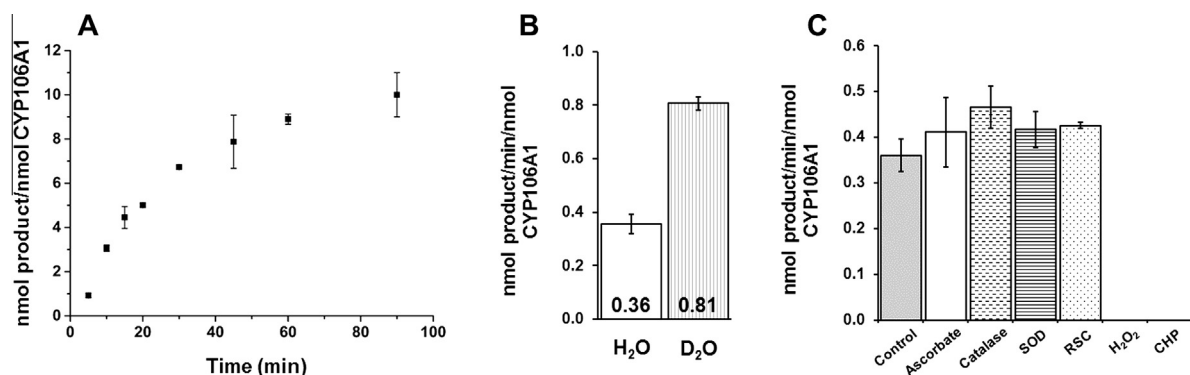 A
nmol product/nmol CYP106A1
12
10
8
6
4
2
0
0 20 40 60 80 100
Time (min)
B
nmol product/min/nmol
CYP106A1
1.0
0.8
0.6
0.4
0.2
0.0
0.36 0.81
H₂O D₂O
C
nmol product/min/nmol
CYP106A1
0.6
0.5
0.4
0.3
0.2
0.1
0.0
Control Ascorbate Catalase SOD RSC H₂O₂ CHP